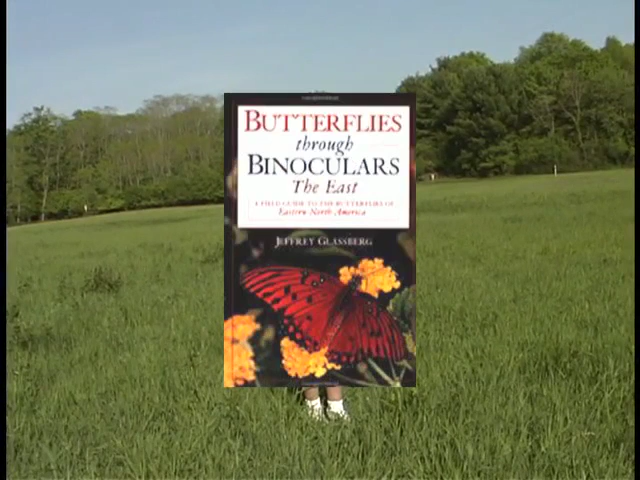 BUTTERFLIES
through
BINOCULARS
The East
A FIELD GUIDE TO THE BUTTERFLIES OF
Eastern North America
JEFFREY GLASSBERG